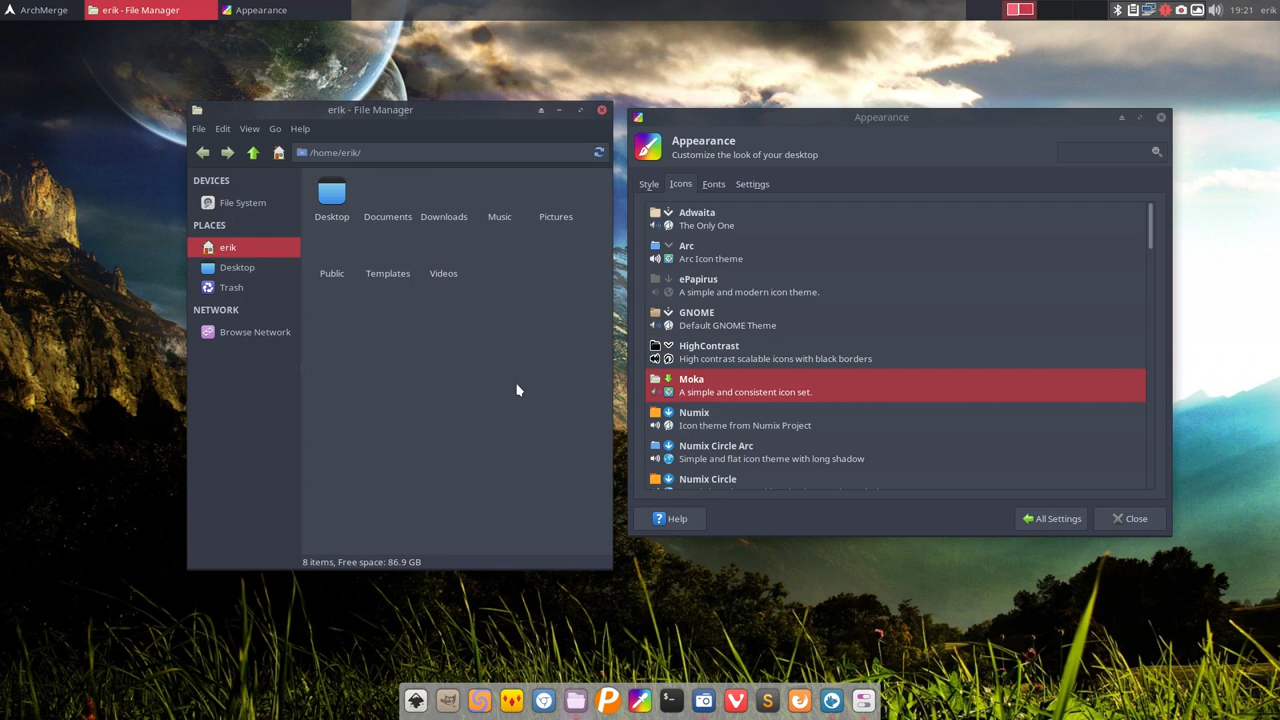 ArchMerge
erik - File Manager
Appearance
19:21
erik
erik - File Manager
File Edit View Go Help
/home/erik/
DEVICES
File System
PLACES
erik
Desktop
Trash
NETWORK
Browse Network
Desktop Documents Downloads Music Pictures
Public Templates Videos
8 items, Free space: 86.9 GB
Appearance
Appearance
Customize the look of your desktop
Style Icons Fonts Settings
Adwaita
The Only One
Arc
Arc Icon theme
ePapirus
A simple and modern icon theme.
GNOME
Default GNOME Theme
HighContrast
High contrast scalable icons with black borders
Moka
A simple and consistent icon set.
Numix
Icon theme from Numix Project
Numix Circle Arc
Simple and flat icon theme with long shadow
Numix Circle
? Help
All Settings
Close